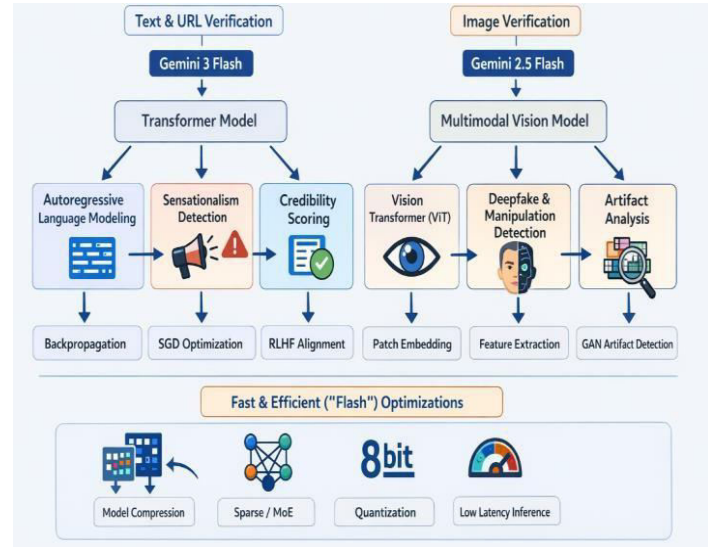 Text & URL Verification
Image Verification
Gemini 3 Flash
Gemini 2.5 Flash
Transformer Model
Multimodal Vision Model
Autoregressive
Language Modeling
Sensationalism
Detection
Credibility
Scoring
Vision
Transformer (ViT)
Deepfake &
Manipulation
Detection
Artifact
Analysis
Backpropagation
SGD Optimization
RLHF Alignment
Patch Embedding
Feature Extraction
GAN Artifact Detection
Fast & Efficient ("Flash") Optimizations
8bit
Model Compression
Sparse / MoE
Quantization
Low Latency Inference